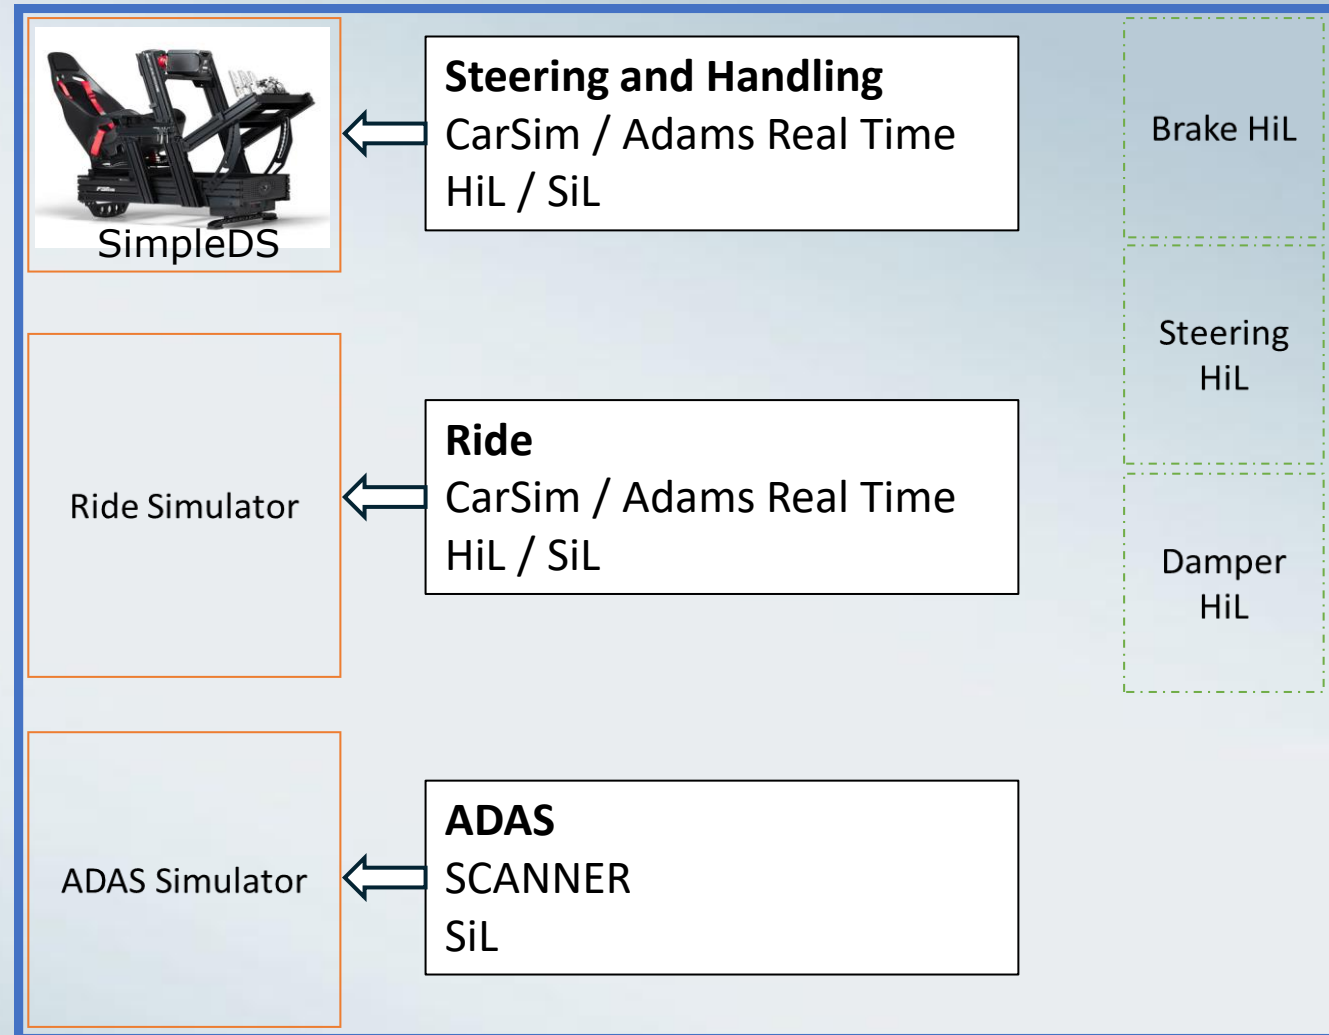 SimpleDS
Steering and Handling
CarSim / Adams Real Time
HiL / SiL
Brake HiL
Steering
HiL
Ride Simulator
Ride
CarSim / Adams Real Time
HiL / SiL
Damper
HiL
ADAS Simulator
ADAS
SCANNER
SiL